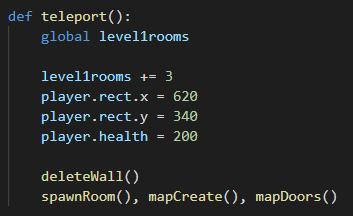 def teleport():
    global level1rooms

    level1rooms += 3
    player.rect.x = 620
    player.rect.y = 340
    player.health = 200

    deleteWall()
    spawnRoom(), mapCreate(), mapDoors()